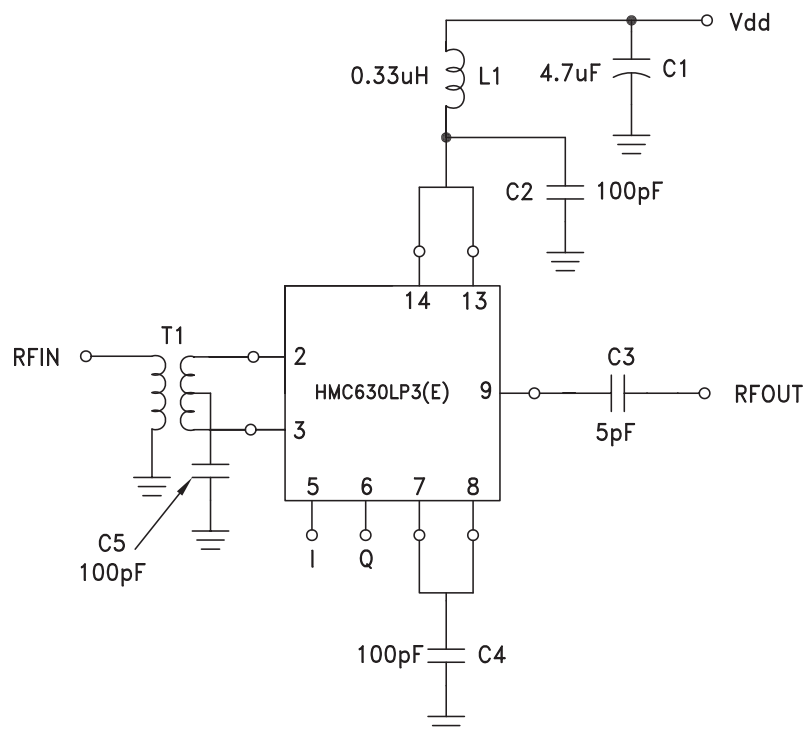 Vdd
0.33uH
L1
4.7uF
C1
C2
100pF
14
13
T1
RFIN
2
HMC630LP3(E)
9
C3
RFOUT
5pF
3
5
6
7
8
C5
100pF
I
Q
100pF
C4